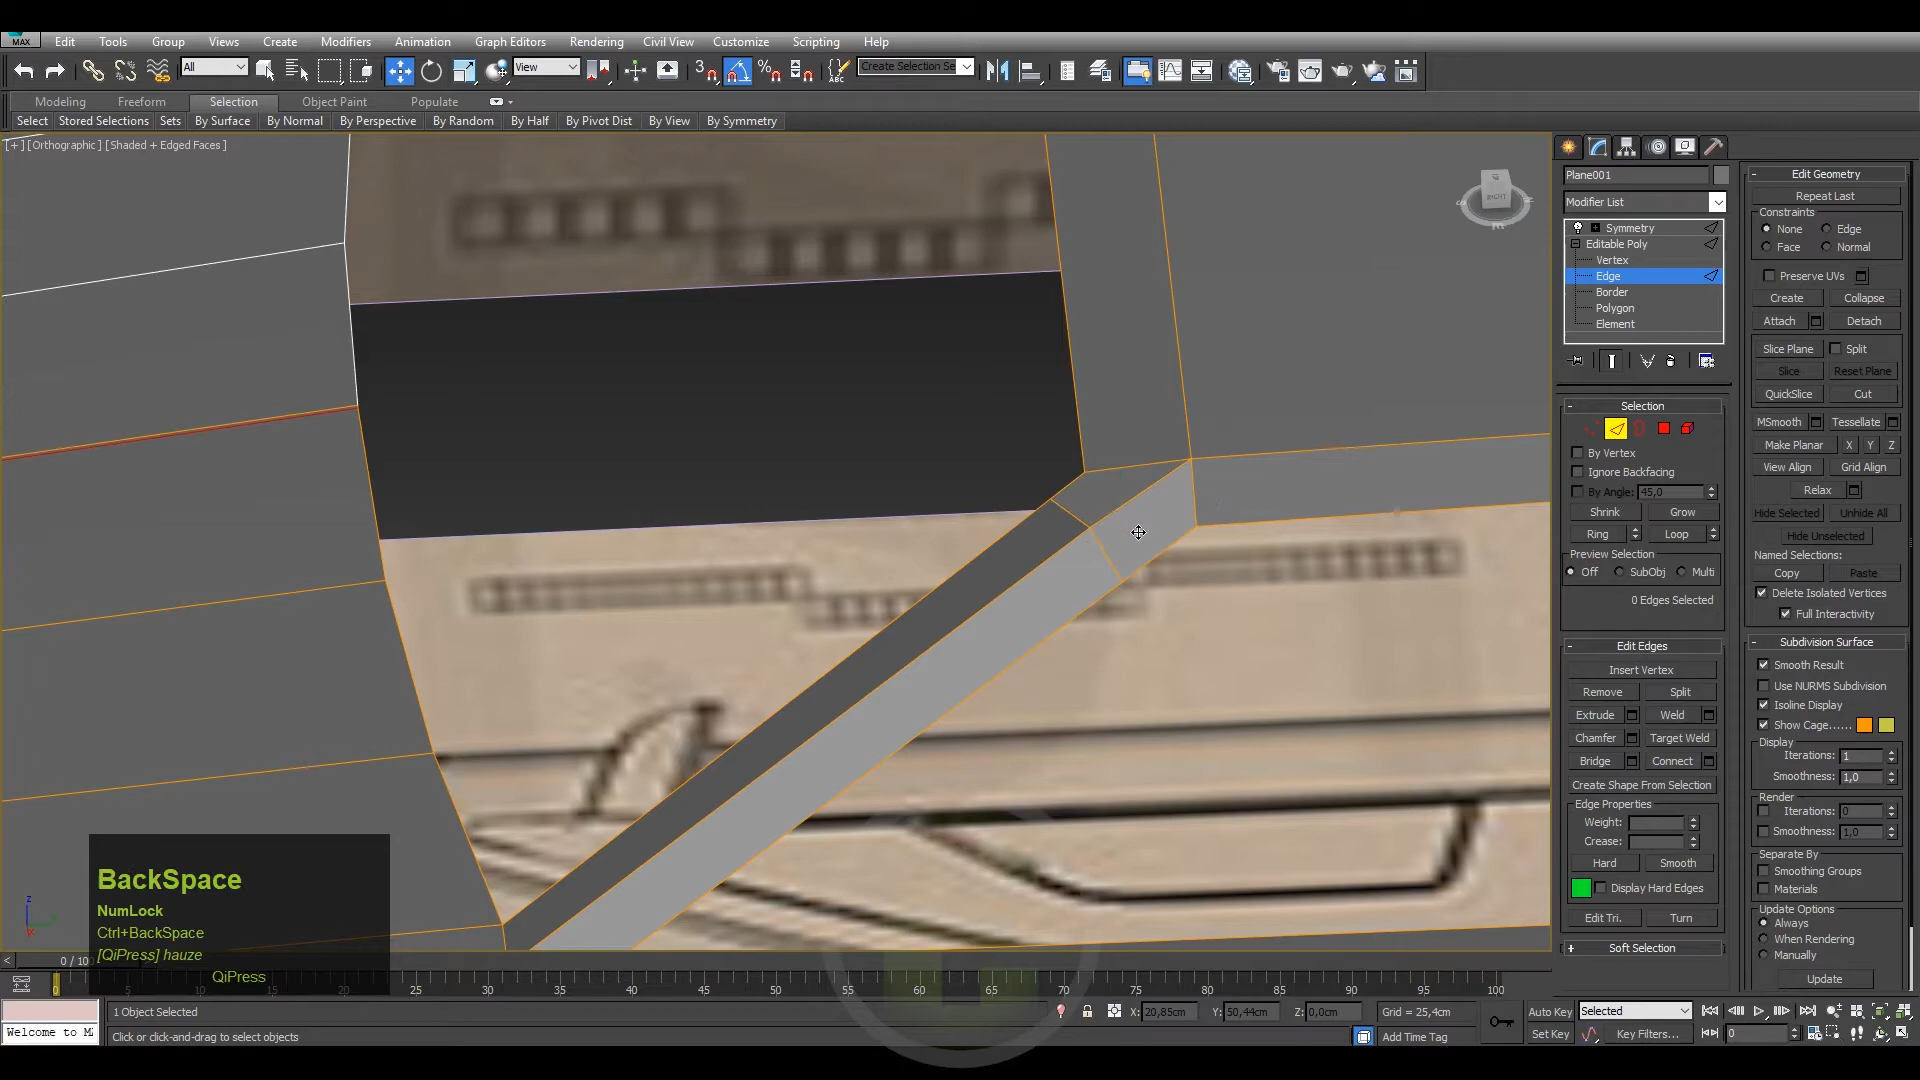 MAX
Edit Tools Group Views Create Modifiers Animation Graph Editors Rendering Civil View Customize Scripting Help
All View 3 ABC Create Selection Se
Modeling Freeform Selection Object Paint Populate
Select Stored Selections Sets By Surface By Normal By Perspective By Random By Half By Pivot Dist By View By Symmetry
[+] [Orthographic ] [Shaded + Edged Faces ]
RIGHT
Plane001
Modifier List
Symmetry
Editable Poly
Vertex
Edge
Border
Polygon
Element
Selection
By Vertex
Ignore Backfacing
By Angle: 45,0
Shrink Grow
Ring Loop
Preview Selection
Off SubObj Multi
0 Edges Selected
Edit Edges
Insert Vertex
Remove Split
Extrude Weld
Chamfer Target Weld
Bridge Connect
Create Shape From Selection
Edge Properties
Weight:
Crease:
Hard Smooth
Display Hard Edges
Edit Tri. Turn
Soft Selection
Edit Geometry
Repeat Last
Constraints
None Edge
Face Normal
Preserve UVs
Create Collapse
Attach Detach
Slice Plane Split
Slice Reset Plane
QuickSlice Cut
MSmooth Tessellate
Make Planar X Y Z
View Align Grid Align
Relax
Hide Selected Unhide All
Hide Unselected
Named Selections:
Copy Paste
Delete Isolated Vertices
Full Interactivity
Subdivision Surface
Smooth Result
Use NURMS Subdivision
Isoline Display
Show Cage......
Display
Iterations: 1
Smoothness: 1,0
Render
Iterations: 0
Smoothness: 1,0
Separate By
Smoothing Groups
Materials
Update Options
Always
When Rendering
Manually
Update
BackSpace
NumLock
Ctrl+BackSpace
[QiPress] hauze
QiPress
z
x
0 / 100
0 20 25 30 35 40 45 50 55 60 65 70 75 80 85 90 95 100
Welcome to M
1 Object Selected
Click or click-and-drag to select objects
X: 20,85cm Y: 50,44cm Z: 0,0cm Grid = 25,4cm
Add Time Tag
Auto Key Selected
Set Key Key Filters... 0